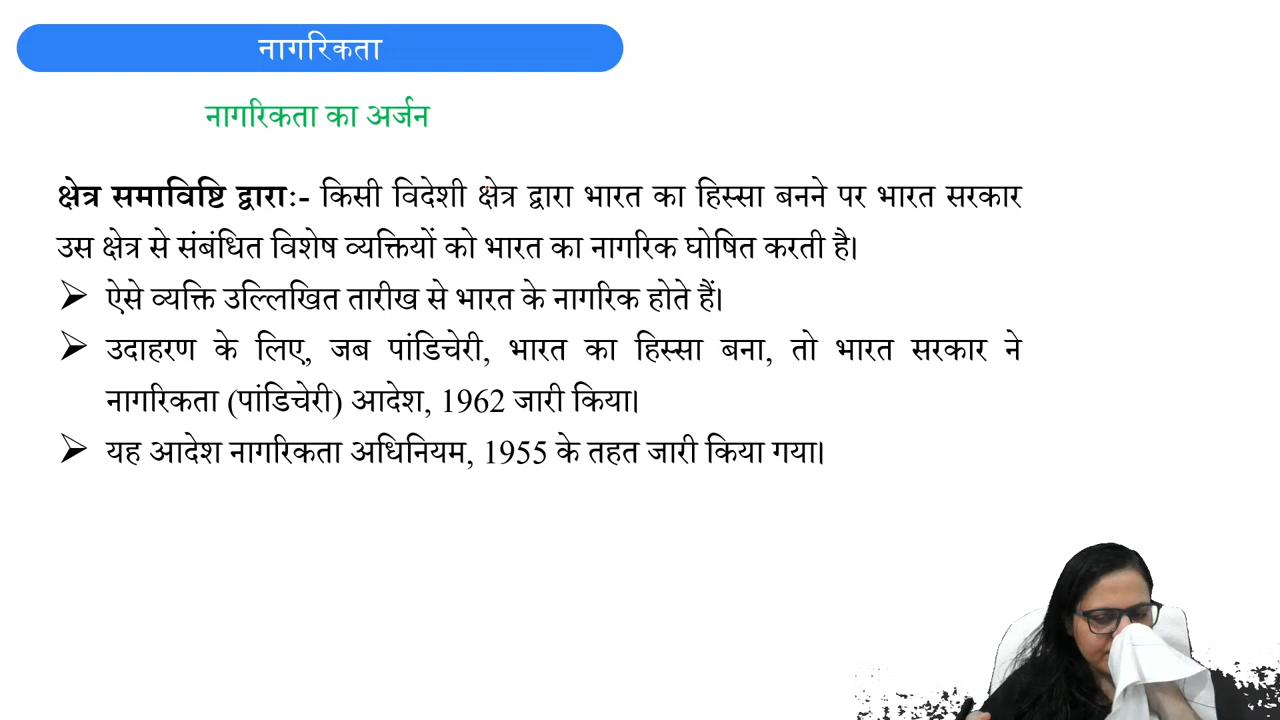 नागरिकता
नागरिकता का अर्जन
क्षेत्र समाविष्टि द्वाराः- किसी विदेशी क्षेत्र द्वारा भारत का हिस्सा बनने पर भारत सरकार
उस क्षेत्र से संबंधित विशेष व्यक्तियों को भारत का नागरिक घोषित करती है।
➢ ऐसे व्यक्ति उल्लिखित तारीख से भारत के नागरिक होते हैं।
➢ उदाहरण के लिए, जब पांडिचेरी, भारत का हिस्सा बना, तो भारत सरकार ने
नागरिकता (पांडिचेरी) आदेश, 1962 जारी किया।
➢ यह आदेश नागरिकता अधिनियम, 1955 के तहत जारी किया गया।